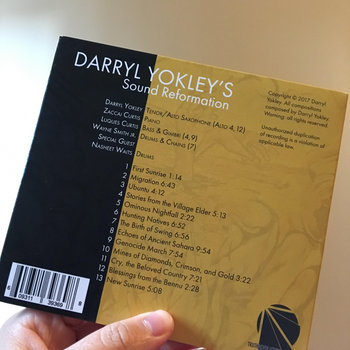 DARRYL YOKLEY'S
Sound Reformation
DARRYL YOKLEY TENOR/ALTO SAXOPHONE (ALTO 4,12)
ZACCAI CURTIS PIANO
LUQUES CURTIS BASS & GIMBRI (4,9)
WAYNE SMITH JR. DRUMS & CHAINS (7)
SPECIAL GUEST
NASHEET WAITS DRUMS
1 First Sunrise 1:14
2 Migration 6:43
3 Ubuntu 4:12
4 Stories from the Village Elder 5:13
5 Ominous Nightfall 2:22
6 Hunting Natives 6:52
7 The Birth of Swing 6:56
8 Echoes of Ancient Sahara 9:54
9 Genocide March 7:54
10 Mines of Diamonds, Crimson, and Gold 3:22
11 Cry, the Beloved Country 7:21
12 Blessings from the Bennu 2:28
13 New Sunrise 5:08
Copyright © 2017 Darryl
Yokley. All compositions
composed by Darryl Yokley.
Warning: all rights reserved.
Unauthorized duplication
of recording is a violation of
applicable law.
6 09311 39369 8